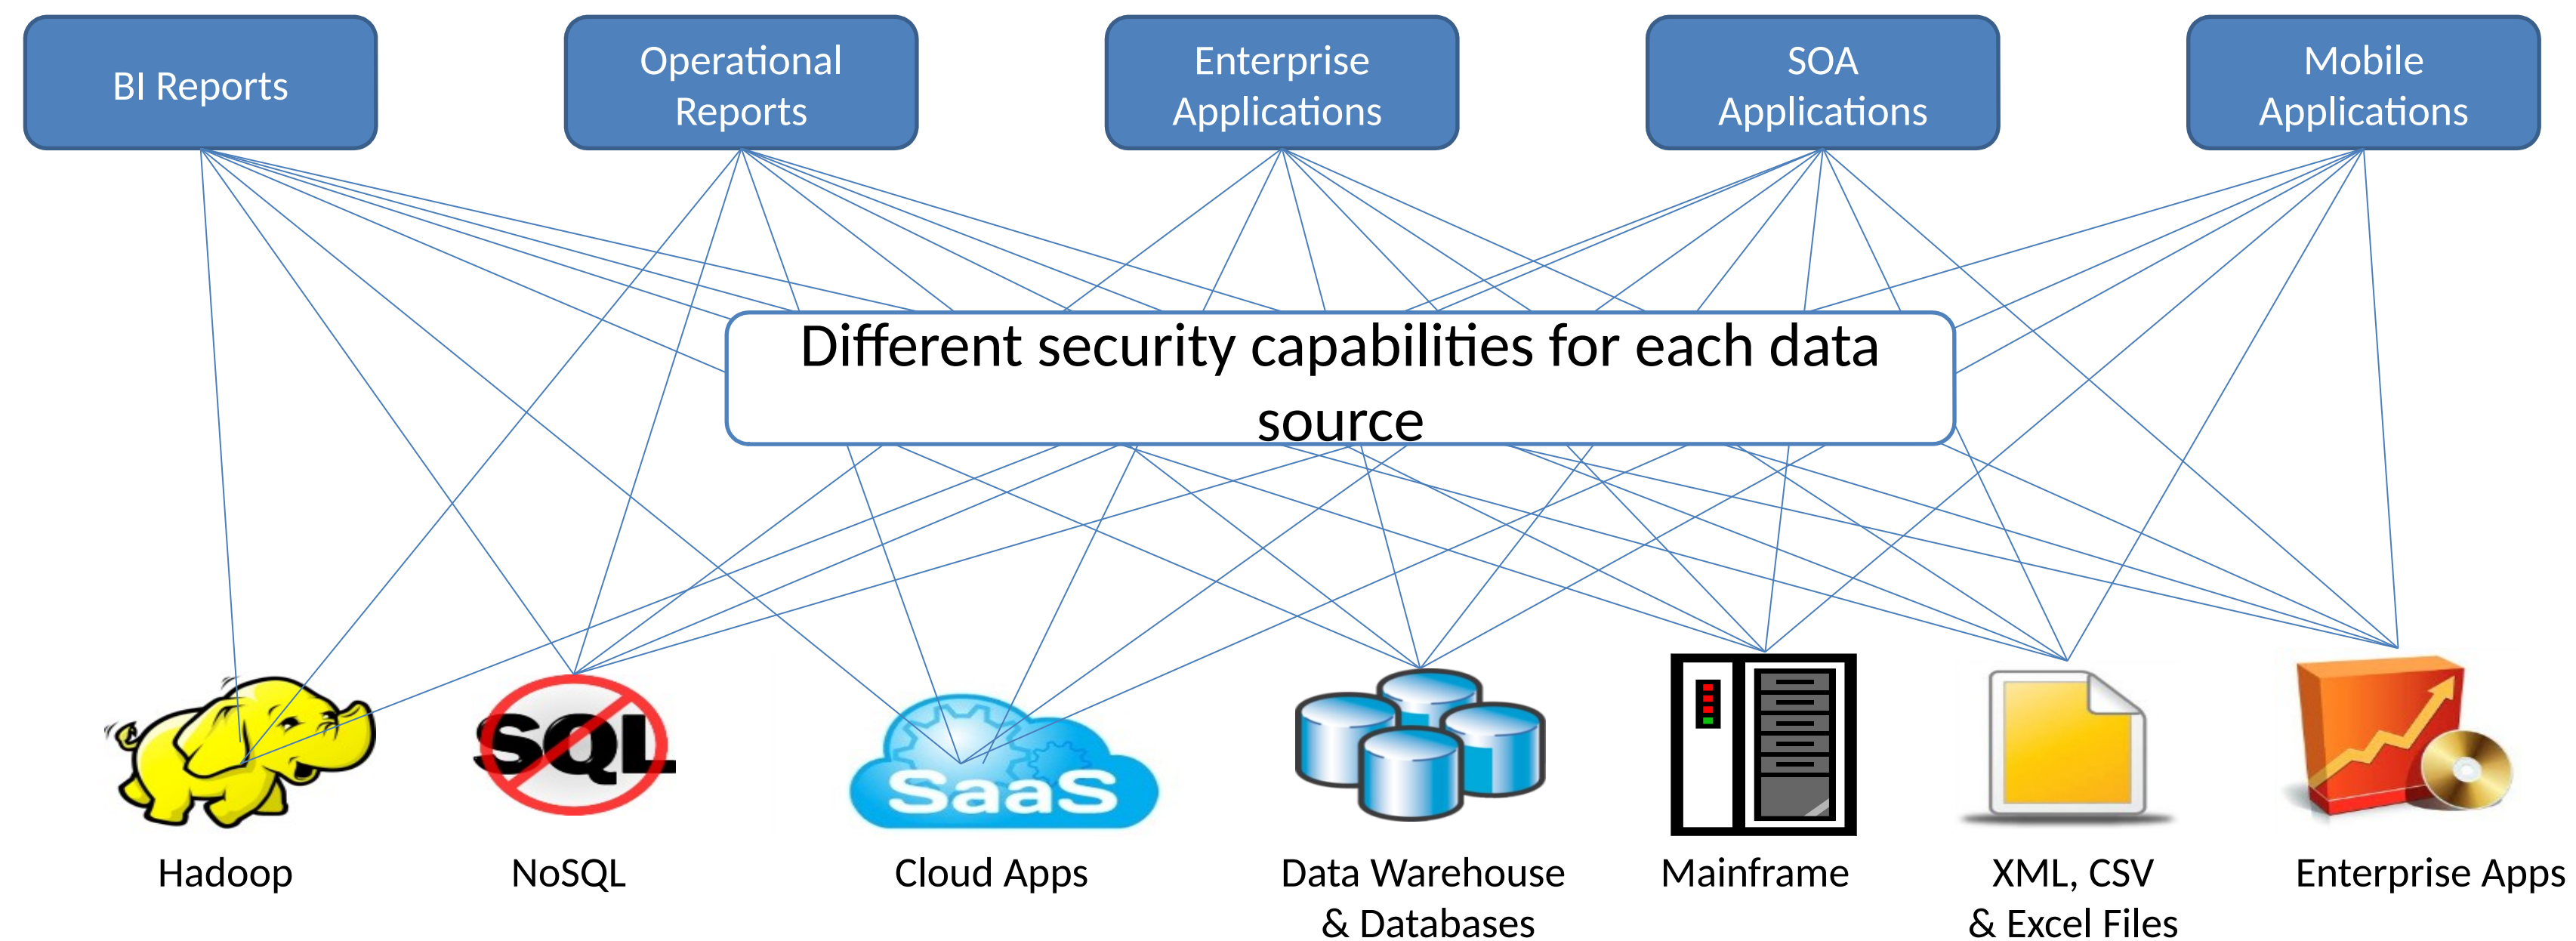 BI Reports
Operational
Reports
Enterprise
Applications
SOA
Applications
Mobile
Applications
Different security capabilities for each data
source
SQL
SaaS
Hadoop
NoSQL
Cloud Apps
Data Warehouse
& Databases
Mainframe
XML, CSV
& Excel Files
Enterprise Apps